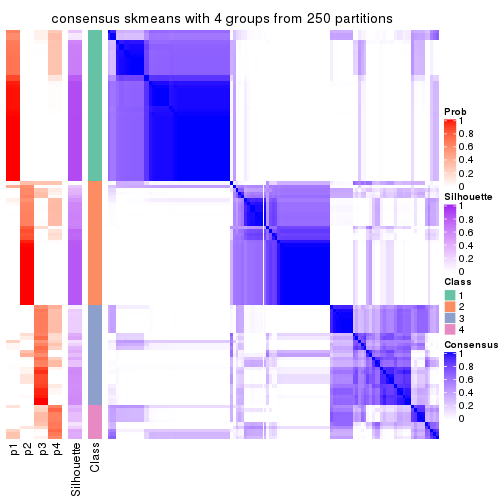 consensus skmeans with 4 groups from 250 partitions
Prob
1
0.8
0.6
0.4
0.2
0
Silhouette
1
0.8
0.6
0.4
0.2
0
Class
1
2
3
4
Consensus
1
0.8
0.6
0.4
0.2
0
p1
p2
p3
p4
Silhouette
Class